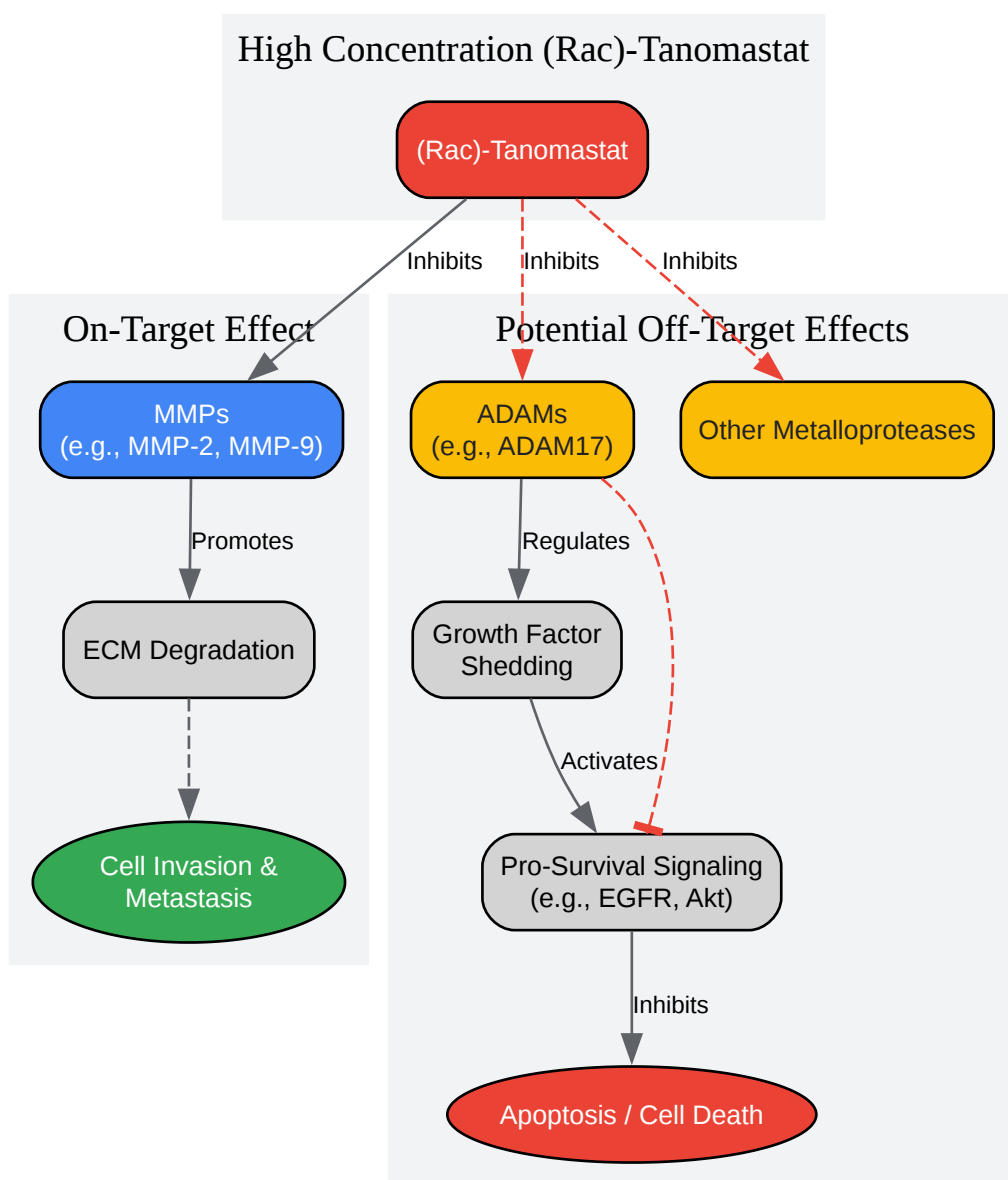 High Concentration (Rac)-Tanomastat
(Rac)-Tanomastat
Inhibits
Inhibits
Inhibits
On-Target Effect
Potential Off-Target Effects
MMPs
(e.g., MMP-2, MMP-9)
ADAMs
(e.g., ADAM17)
Other Metalloproteases
Promotes
Regulates
ECM Degradation
Growth Factor
Shedding
Activates
Cell Invasion &
Metastasis
Pro-Survival Signaling
(e.g., EGFR, Akt)
Inhibits
Apoptosis / Cell Death